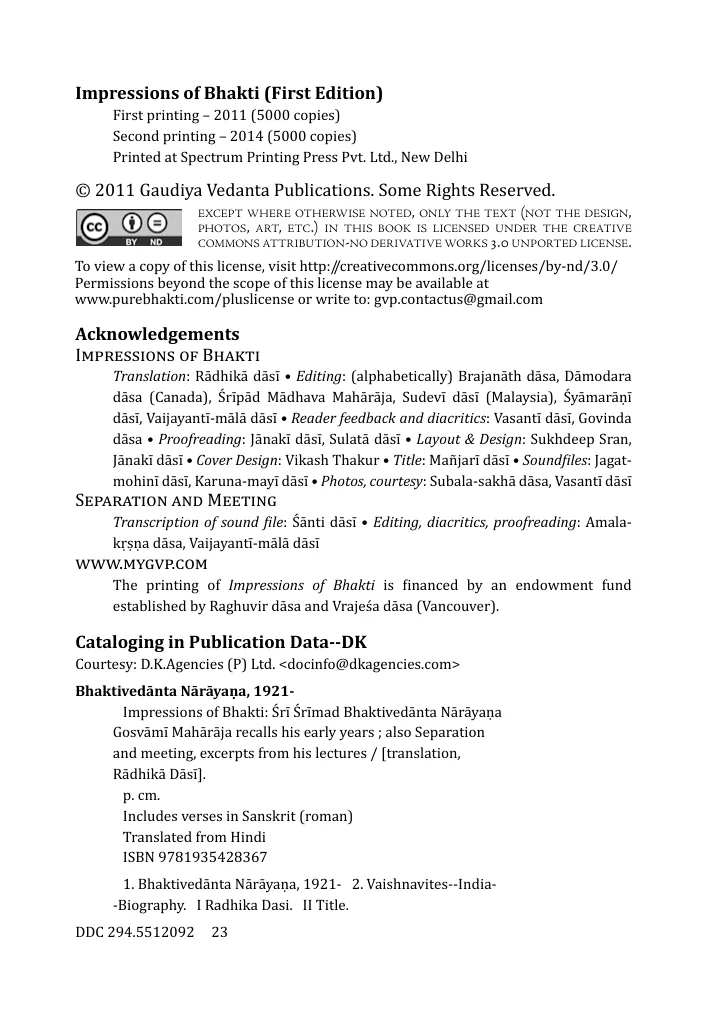 Impressions of Bhakti (First Edition)
First printing – 2011 (5000 copies)
Second printing – 2014 (5000 copies)
Printed at Spectrum Printing Press Pvt. Ltd., New Delhi
© 2011 Gaudiya Vedanta Publications. Some Rights Reserved.
cc BY ND
EXCEPT WHERE OTHERWISE NOTED, ONLY THE TEXT (NOT THE DESIGN,
PHOTOS, ART, ETC.) IN THIS BOOK IS LICENSED UNDER THE CREATIVE
COMMONS ATTRIBUTION-NO DERIVATIVE WORKS 3.0 UNPORTED LICENSE.
To view a copy of this license, visit http://creativecommons.org/licenses/by-nd/3.0/
Permissions beyond the scope of this license may be available at
www.purebhakti.com/pluslicense or write to: gvp.contactus@gmail.com
Acknowledgements
IMPRESSIONS OF BHAKTI
Translation: Rādhikā dāsī • Editing: (alphabetically) Brajanāth dāsa, Dāmodara
dāsa (Canada), Śrīpād Mādhava Mahārāja, Sudevī dāsī (Malaysia), Śyāmarāṇī
dāsī, Vaijayantī-mālā dāsī • Reader feedback and diacritics: Vasantī dāsī, Govinda
dāsa • Proofreading: Jānakī dāsī, Sulatā dāsī • Layout & Design: Sukhdeep Sran,
Jānakī dāsī • Cover Design: Vikash Thakur • Title: Mañjarī dāsī • Soundfiles: Jagat-
mohinī dāsī, Karuna-mayī dāsī • Photos, courtesy: Subala-sakhā dāsa, Vasantī dāsī
SEPARATION AND MEETING
Transcription of sound file: Śānti dāsī • Editing, diacritics, proofreading: Amala-
kṛṣṇa dāsa, Vaijayantī-mālā dāsī
WWW.MYGVP.COM
The printing of Impressions of Bhakti is financed by an endowment fund
established by Raghuvir dāsa and Vrajeśa dāsa (Vancouver).
Cataloging in Publication Data--DK
Courtesy: D.K.Agencies (P) Ltd. <docinfo@dkagencies.com>
Bhaktivedānta Nārāyaṇa, 1921-
Impressions of Bhakti: Śrī Śrīmad Bhaktivedānta Nārāyaṇa
Gosvāmī Mahārāja recalls his early years ; also Separation
and meeting, excerpts from his lectures / [translation,
Rādhikā Dāsī].
p. cm.
Includes verses in Sanskrit (roman)
Translated from Hindi
ISBN 9781935428367
1. Bhaktivedānta Nārāyaṇa, 1921- 2. Vaishnavites--India-
-Biography. I Radhika Dasi. II Title.
DDC 294.5512092 23